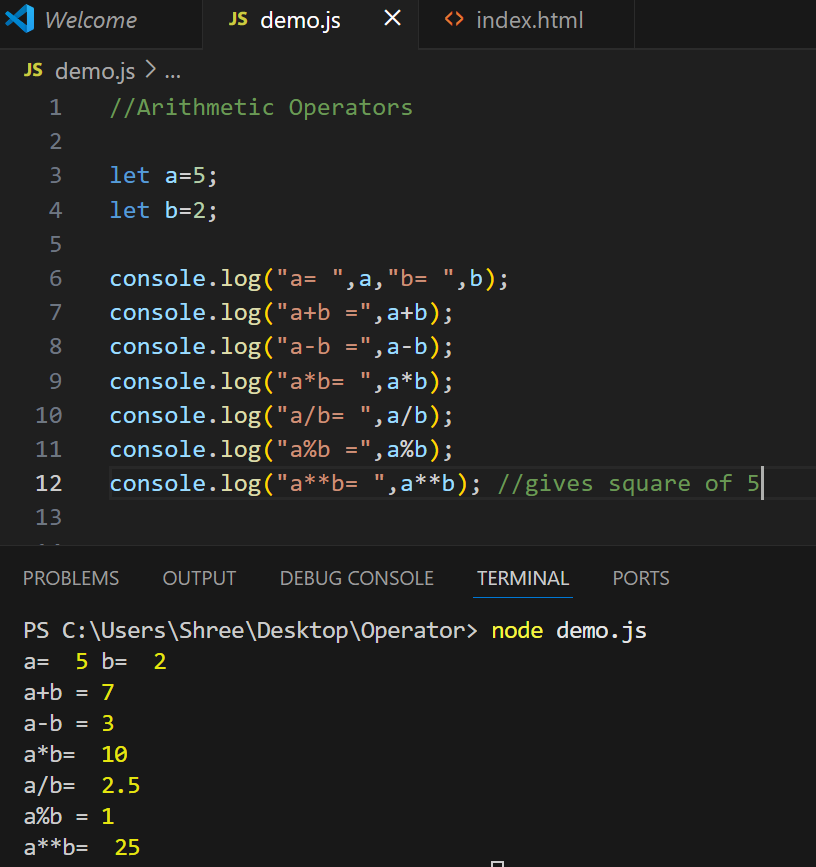 Welcome
JS demo.js × <> index.html
JS demo.js > ...
1 //Arithmetic Operators
2
3 let a=5;
4 let b=2;
5
6 console.log("a= ",a,"b= ",b);
7 console.log("a+b =",a+b);
8 console.log("a-b =",a-b);
9 console.log("a*b= ",a*b);
10 console.log("a/b= ",a/b);
11 console.log("a%b =",a%b);
12 console.log("a**b= ",a**b); //gives square of 5
13
PROBLEMS OUTPUT DEBUG CONSOLE TERMINAL PORTS
PS C:\Users\Shree\Desktop\Operator> node demo.js
a=  5 b=  2
a+b = 7
a-b = 3
a*b=  10
a/b=  2.5
a%b = 1
a**b=  25